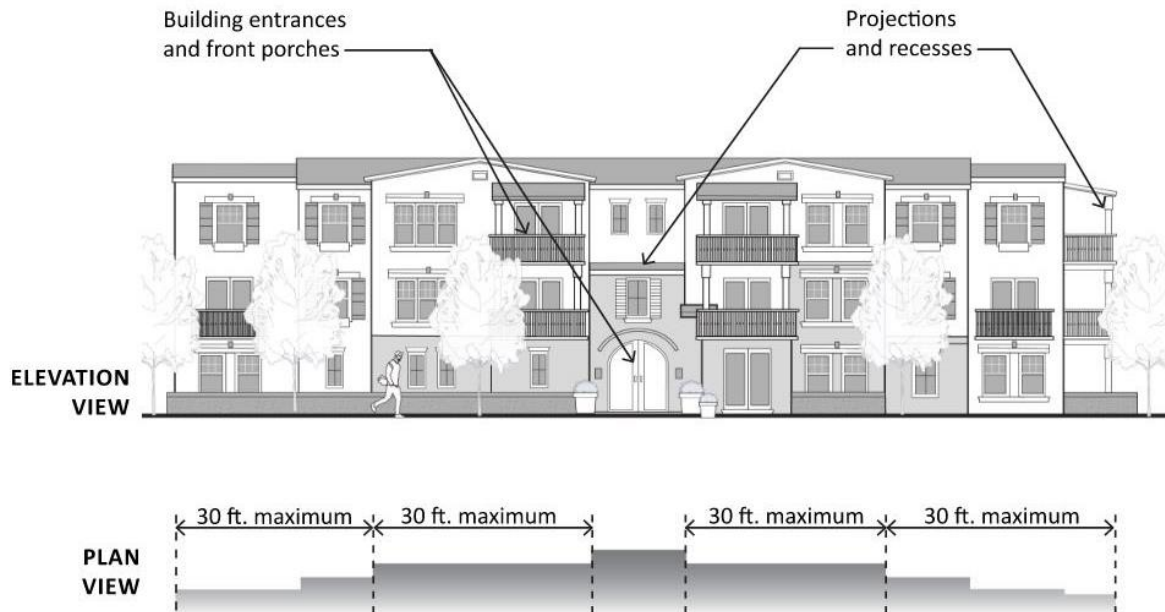 Building entrances
and front porches
Projections
and recesses
ELEVATION
VIEW
30 ft. maximum
30 ft. maximum
30 ft. maximum
30 ft. maximum
PLAN
VIEW